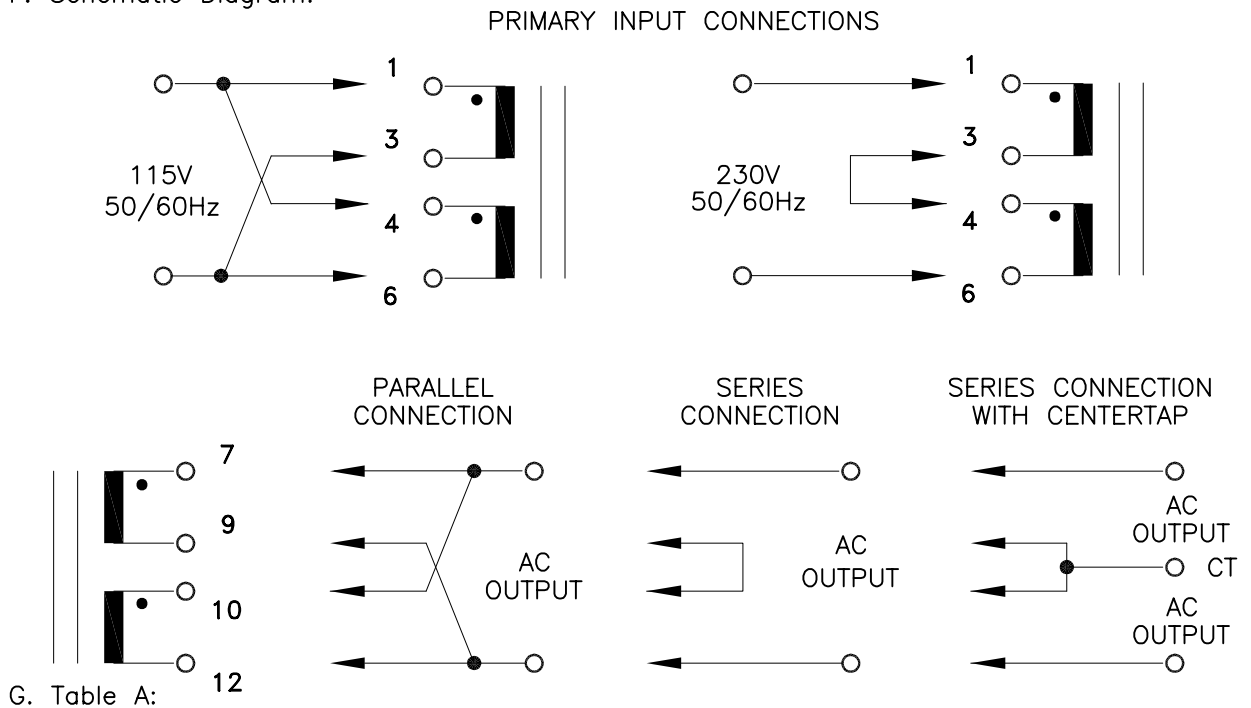 F. Schematic Diagram:
PRIMARY INPUT CONNECTIONS
1
3
115V
50/60Hz
4
6
1
3
230V
50/60Hz
4
6
PARALLEL
CONNECTION
SERIES
CONNECTION
SERIES CONNECTION
WITH CENTERTAP
7
9
10
12
AC
OUTPUT
AC
OUTPUT
AC
OUTPUT
CT
AC
OUTPUT
G. Table A: